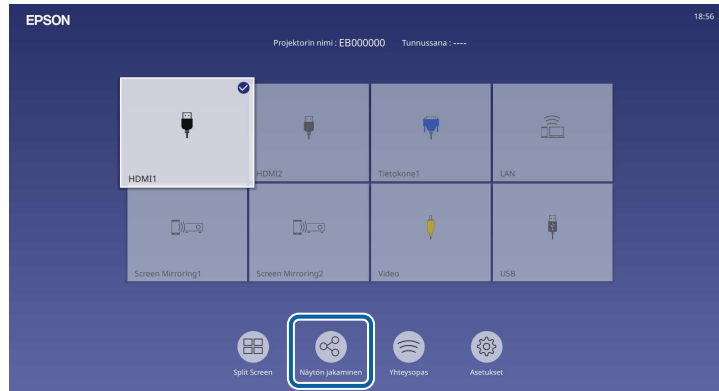 EPSON
18:56
Projektorin nimi : EB000000 Tunnussana : ----
HDMI1
HDMI2
Tietokone1
LAN
Screen Mirroring1
Screen Mirroring2
Video
USB
Split Screen
Näytön jakaminen
Yhteysopas
Asetukset